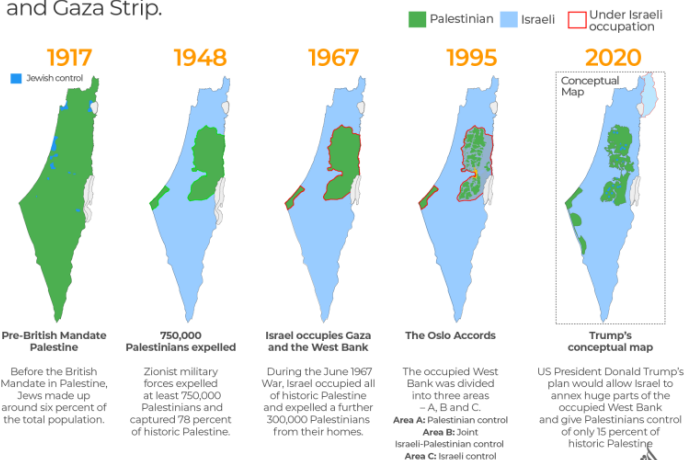 and Gaza Strip.
Palestinian
Israeli
Under Israeli
occupation
1917
1948
1967
1995
2020
Jewish control
Conceptual
Map
Pre-British Mandate
Palestine
Before the British
Mandate in Palestine,
Jews made up
around six percent of
the total population.
750,000
Palestinians expelled
Zionist military
forces expelled
at least 750,000
Palestinians and
captured 78 percent
of historic Palestine.
Israel occupies Gaza
and the West Bank
During the June 1967
War, Israel occupied all
of historic Palestine
and expelled a further
300,000 Palestinians
from their homes.
The Oslo Accords
The occupied West
Bank was divided
into three areas
– A, B and C.
Area A: Palestinian control
Area B: Joint
Israeli-Palestinian control
Area C: Israeli control
Trump's
conceptual map
US President Donald Trump's
plan would allow Israel to
annex huge parts of the
occupied West Bank
and give Palestinians control
of only 15 percent of
historic Palestine